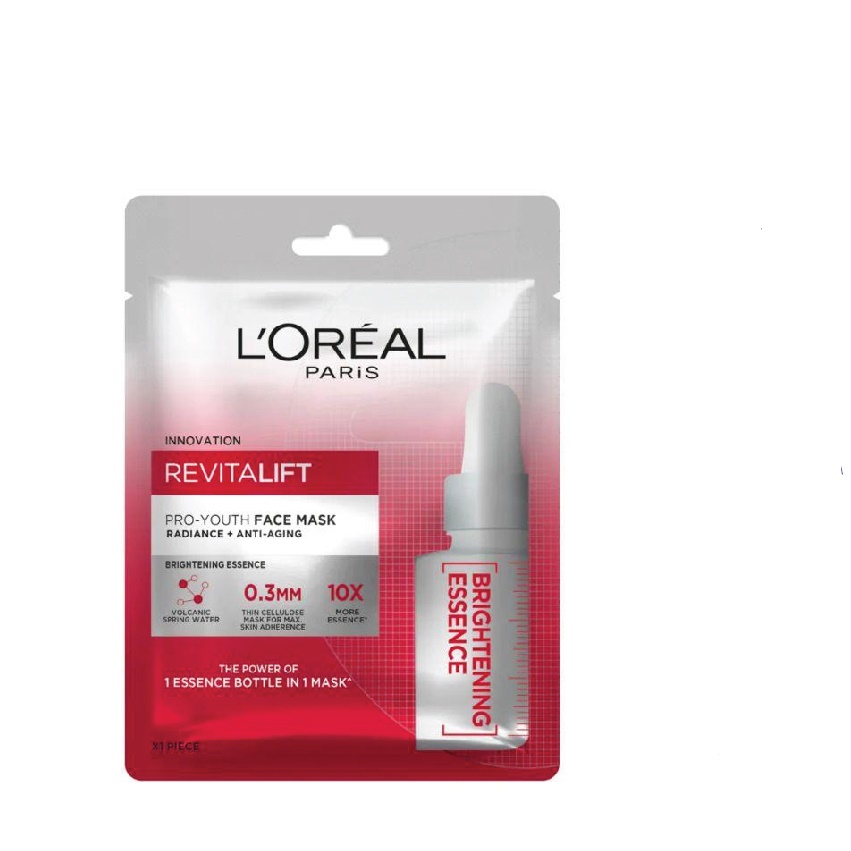 L'ORÉAL
PARiS
INNOVATION
REVITALIFT
PRO-YOUTH FACE MASK
RADIANCE + ANTI-AGING
BRIGHTENING ESSENCE
VOLCANIC
SPRING WATER
0.3MM
THIN CELLULOSE
MASK FOR MAX.
SKIN ADHERENCE
10X
MORE
ESSENCE*
THE POWER OF
1 ESSENCE BOTTLE IN 1 MASK^
X1 PIECE
[BRIGHTENING
ESSENCE]